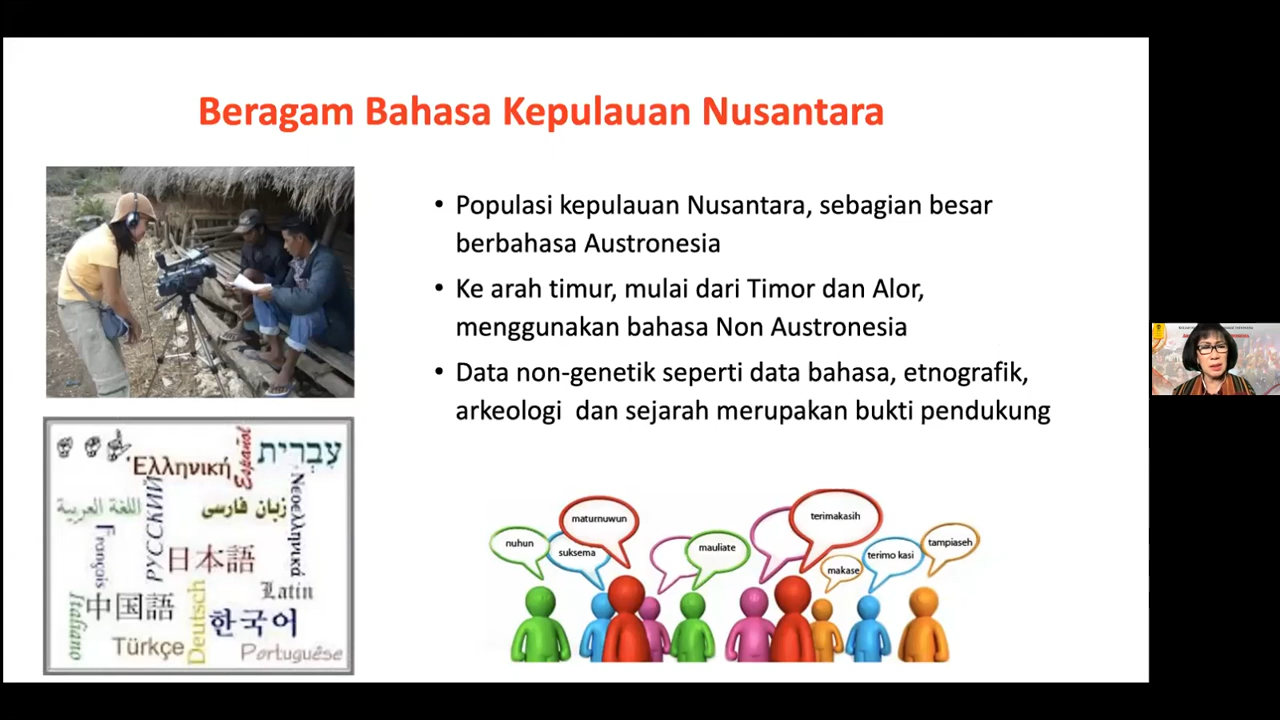 Beragam Bahasa Kepulauan Nusantara
• Populasi kepulauan Nusantara, sebagian besar
berbahasa Austronesia
• Ke arah timur, mulai dari Timor dan Alor,
menggunakan bahasa Non Austronesia
• Data non-genetik seperti data bahasa, etnografik,
arkeologi dan sejarah merupakan bukti pendukung
Ἑλληνική
Español
עִבְרִית
اللغة العربية
РУССКИЙ
زبان فارسی
Νεοελληνικά
Français
日本語
Latin
Italiano
中国語
Deutsch
한국어
Türkçe
Portuguêse
nuhun
maturnuwun
suksema
mauliate
terimakasih
makase
terimo kasi
tampiaseh